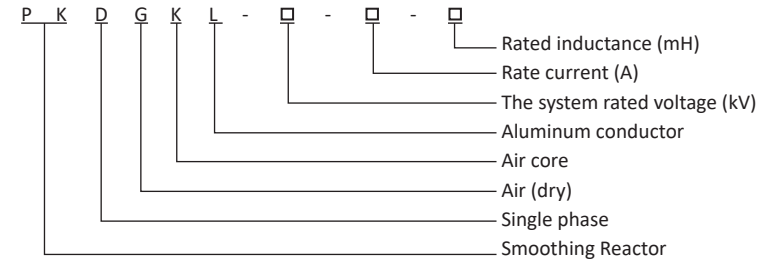 P K D G K L - □ - □ - □
Rated inductance (mH)
Rate current (A)
The system rated voltage (kV)
Aluminum conductor
Air core
Air (dry)
Single phase
Smoothing Reactor